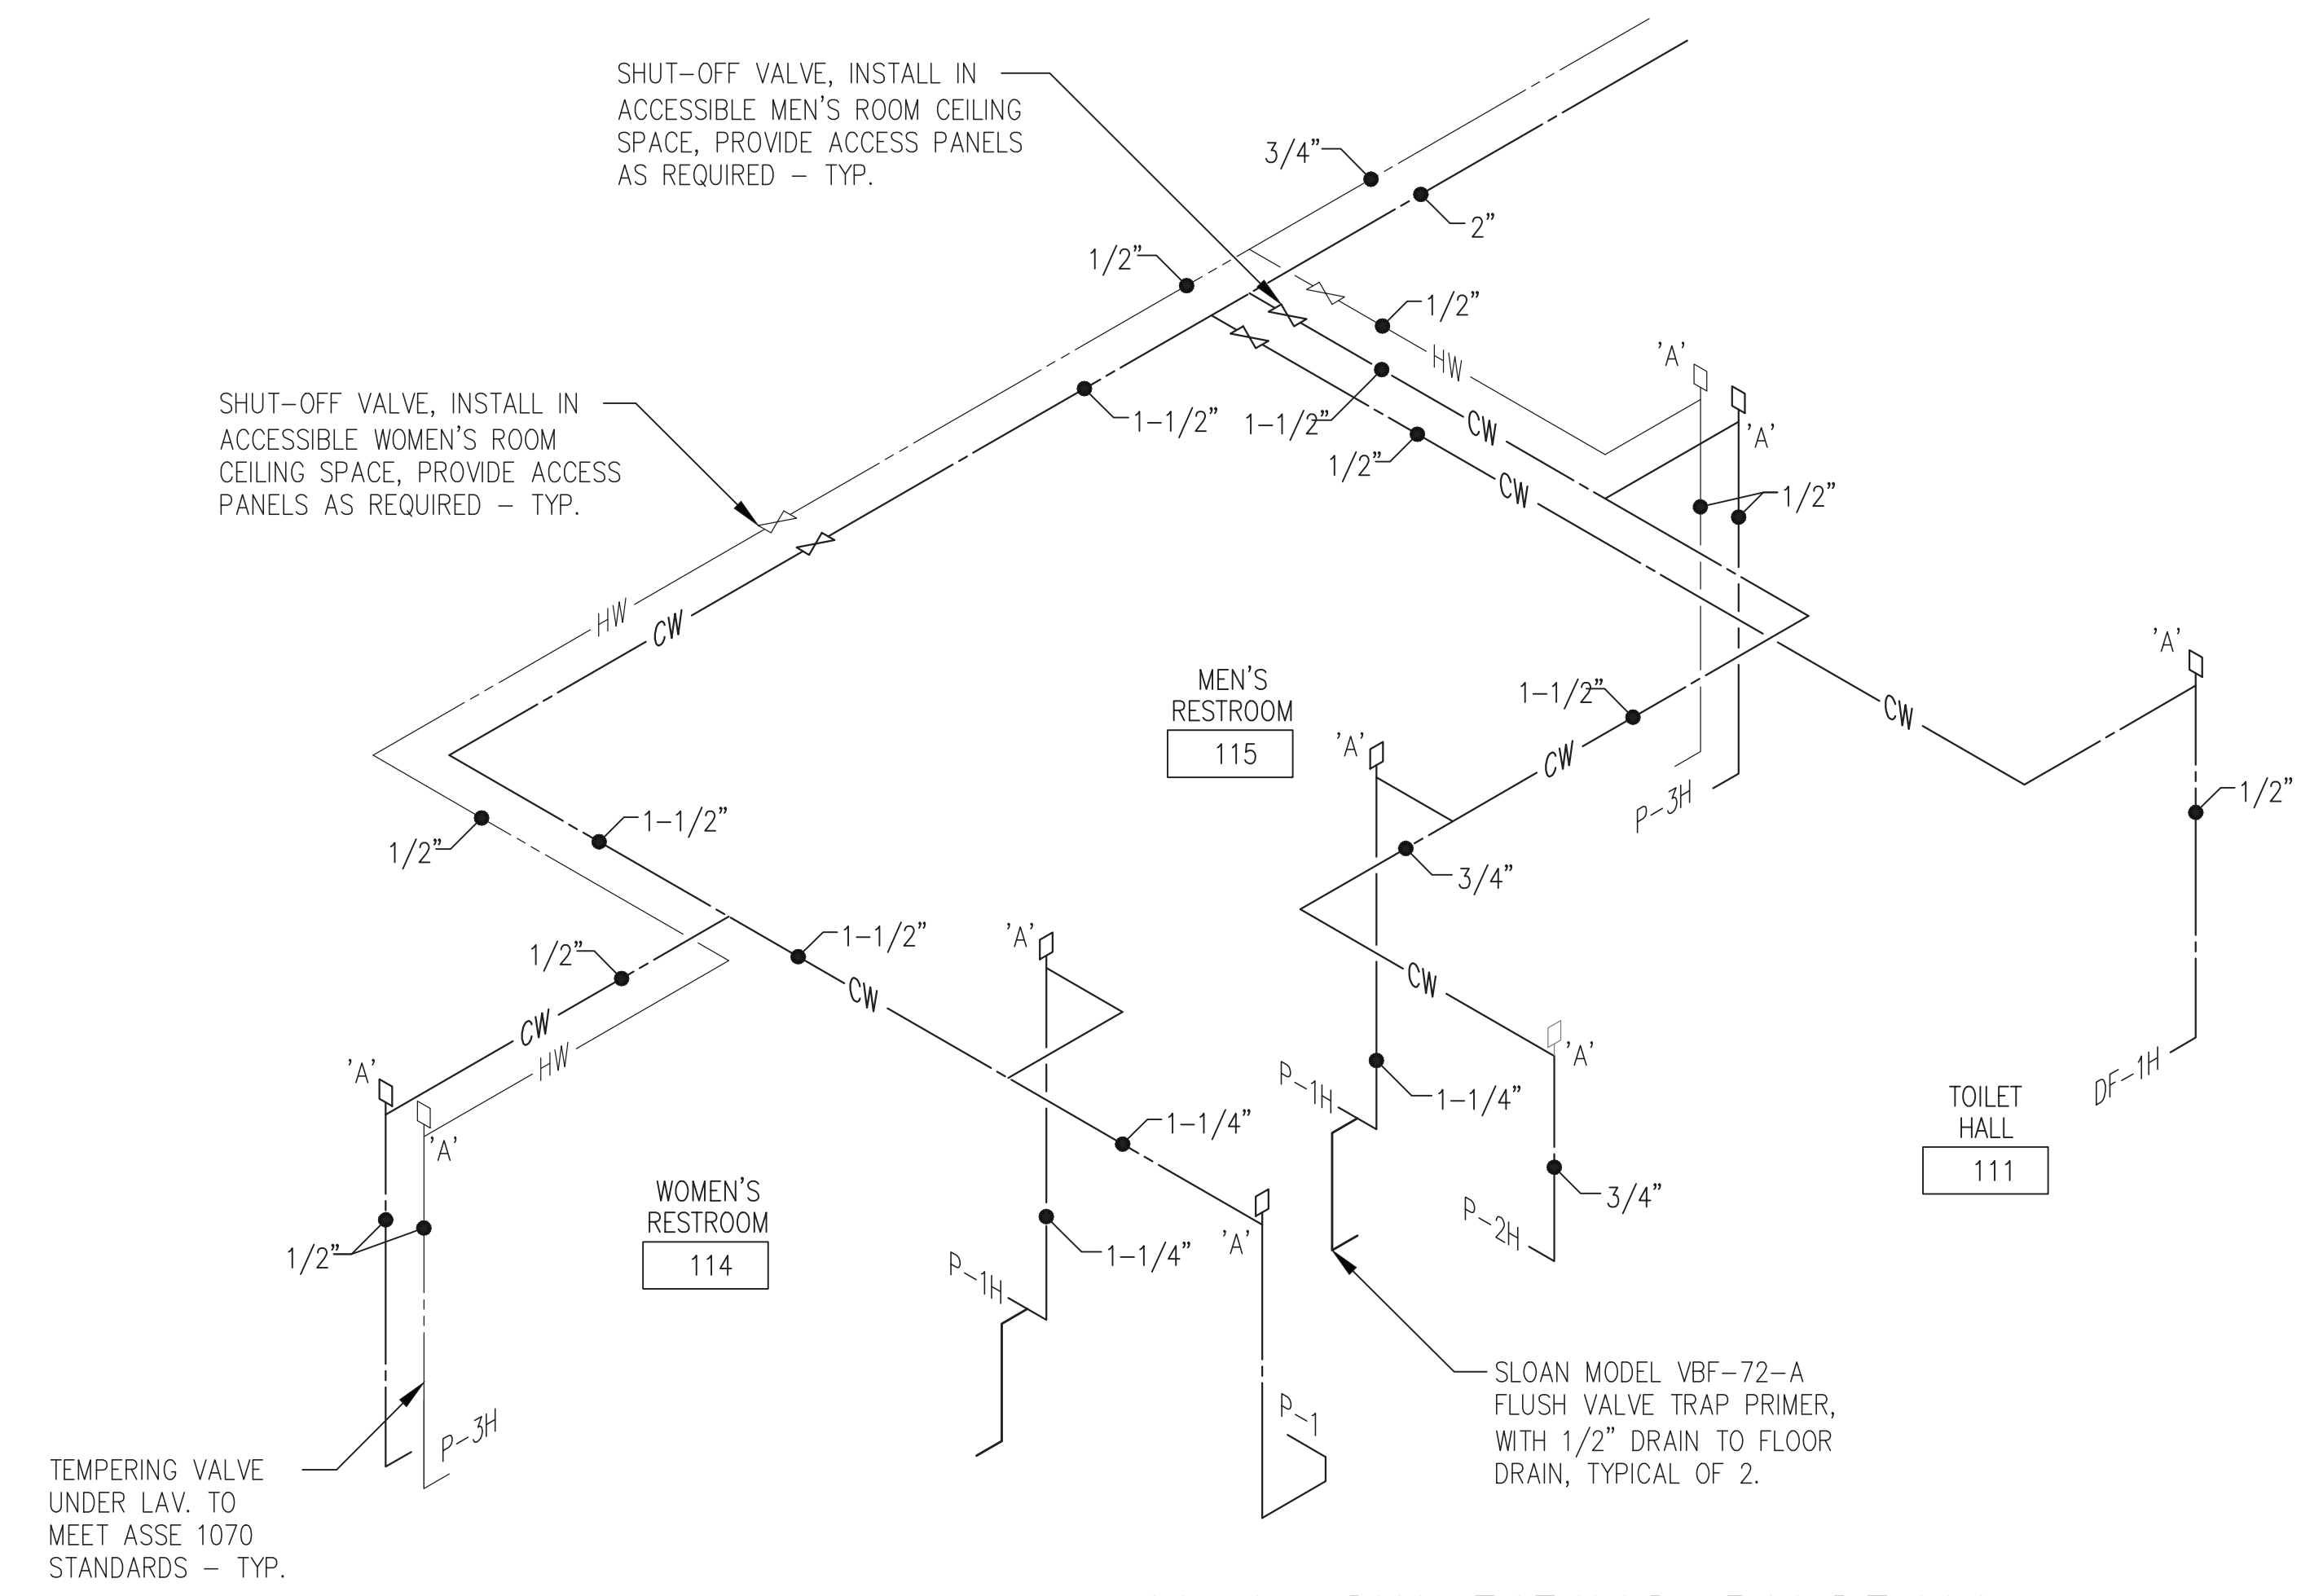 SHUT-OFF VALVE, INSTALL IN
ACCESSIBLE MEN'S ROOM CEILING
SPACE, PROVIDE ACCESS PANELS
AS REQUIRED - TYP.
3/4"
2"
1/2"
1/2"
HW
'A'
'A'
SHUT-OFF VALVE, INSTALL IN
ACCESSIBLE WOMEN'S ROOM
CEILING SPACE, PROVIDE ACCESS
PANELS AS REQUIRED - TYP.
1-1/2"
1-1/2"
CW
1/2"
CW
1/2"
HW
CW
MEN'S
RESTROOM
115
1-1/2"
CW
'A'
CW
'A'
P-3H
1/2"
1/2"
1-1/2"
3/4"
1/2"
1-1/2"
CW
'A'
CW
CW
HW
'A'
'A'
'A'
P-1H
1-1/4"
1-1/4"
3/4"
P-2H
DF-1H
TOILET
HALL
111
WOMEN'S
RESTROOM
114
1/2"
P-1H
1-1/4"
'A'
P-1
P-3H
SLOAN MODEL VBF-72-A
FLUSH VALVE TRAP PRIMER,
WITH 1/2" DRAIN TO FLOOR
DRAIN, TYPICAL OF 2.
TEMPERING VALVE
UNDER LAV. TO
MEET ASSE 1070
STANDARDS - TYP.